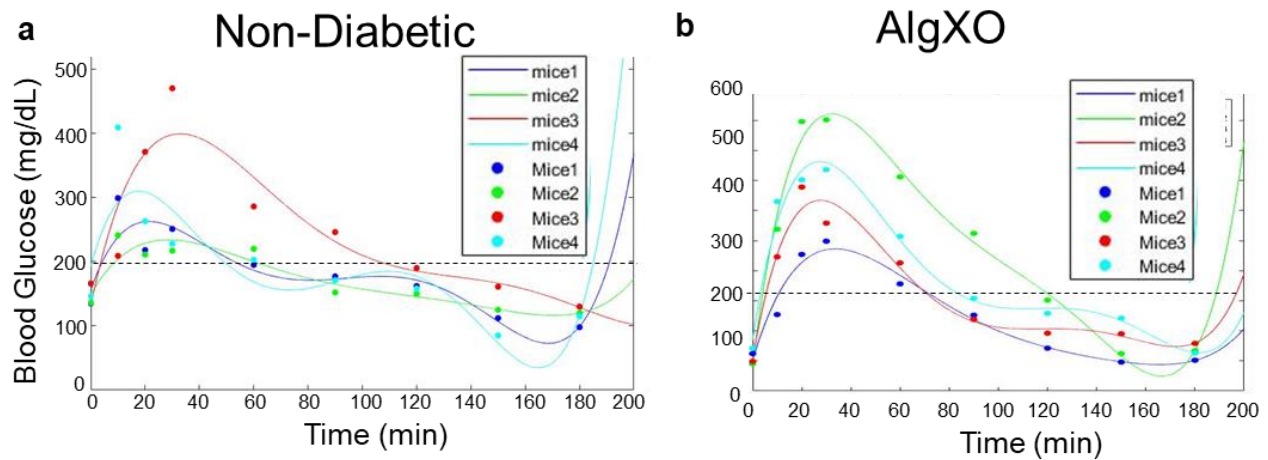 a Non-Diabetic
b AlgXO
Blood Glucose (mg/dL)
500
400
300
200
100
0
0 20 40 60 80 100 120 140 160 180 200
Time (min)
mice1
mice2
mice3
mice4
Mice1
Mice2
Mice3
Mice4
600
500
400
300
200
100
0
0 20 40 60 80 100 120 140 160 180 200
Time (min)
mice1
mice2
mice3
mice4
Mice1
Mice2
Mice3
Mice4